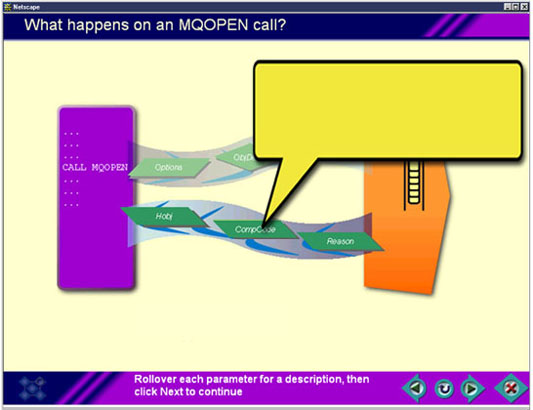 Netscape
What happens on an MQOPEN call?
...
...
...
CALL MQOPEN
...
...
...
Options
Hobj
CompCode
Reason
Rollover each parameter for a description, then
click Next to continue